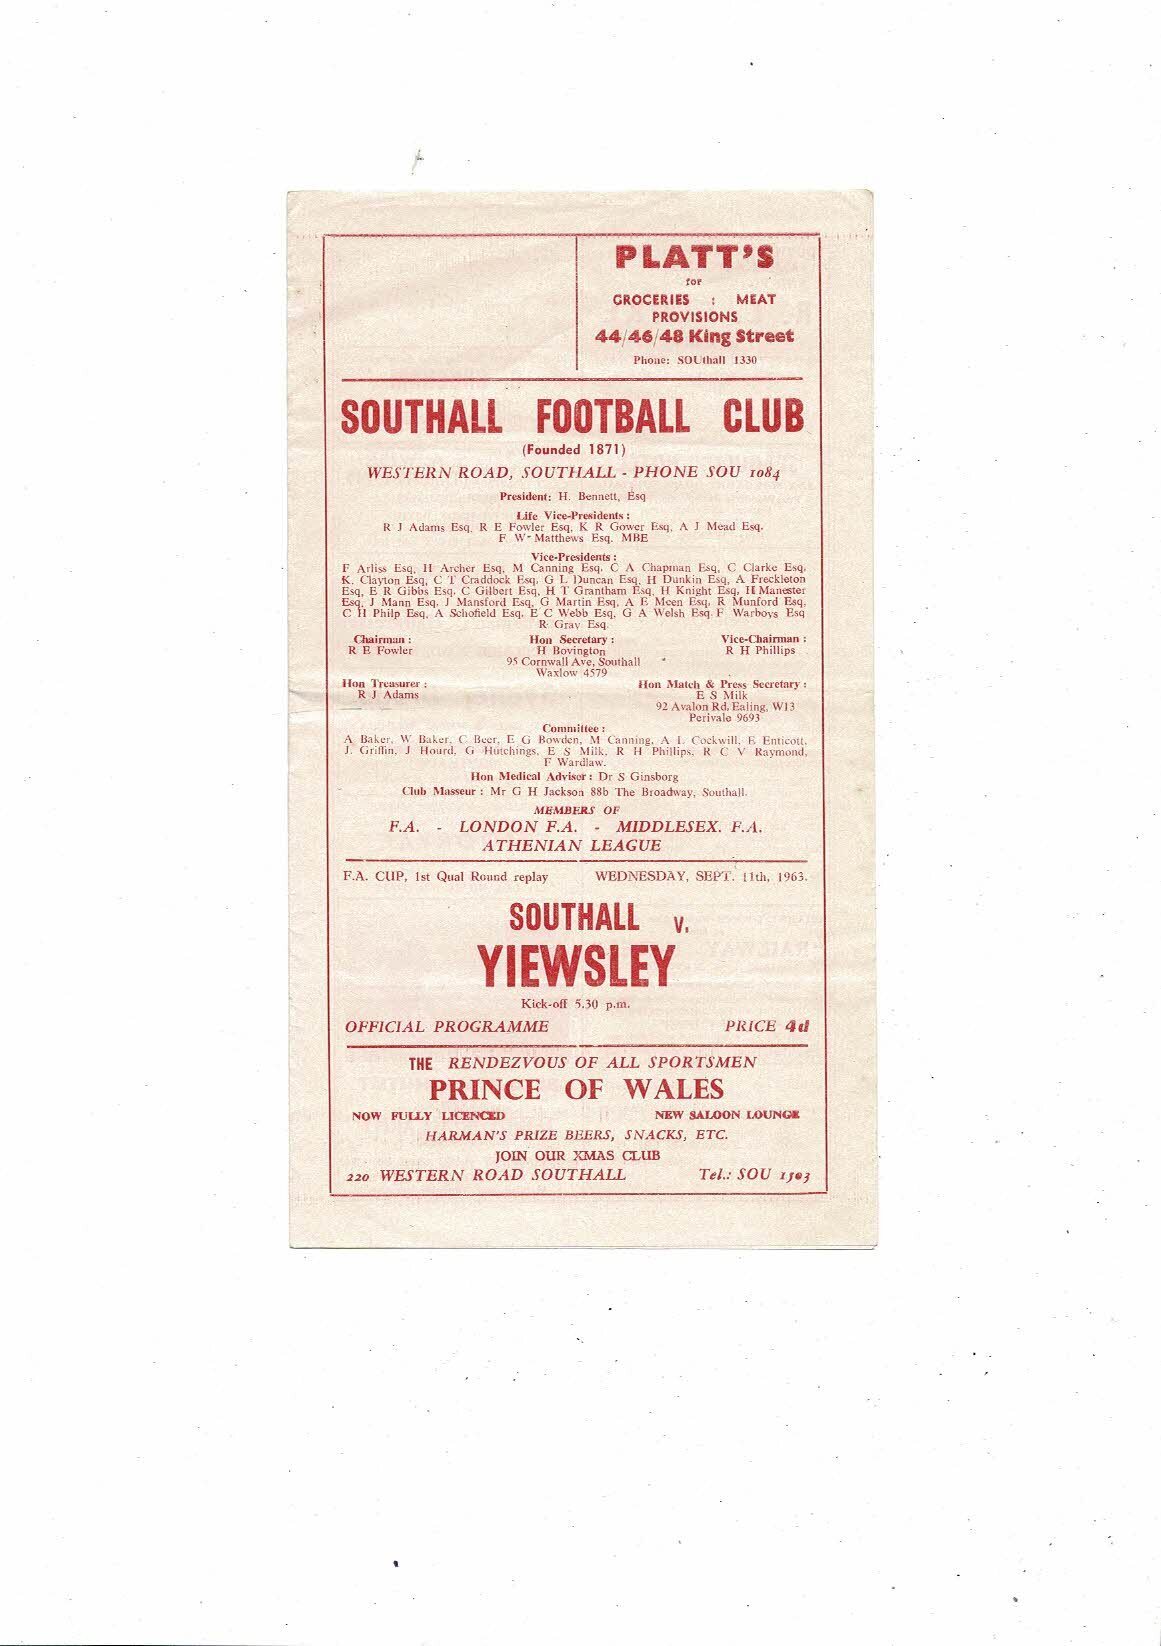 PLATT'S
for
GROCERIES : MEAT
PROVISIONS
44/46/48 King Street
Phone: SOUthall 1330
SOUTHALL FOOTBALL CLUB
(Founded 1871)
WESTERN ROAD, SOUTHALL - PHONE SOU 1084
President: H. Bennett, Esq
Life Vice-Presidents :
R J Adams Esq, R E Fowler Esq, K R Gower Esq, A J Mead Esq.
F W Matthews Esq. MBE
Vice-Presidents :
F Arliss Esq, H Archer Esq, M Canning Esq. C A Chapman Esq, C Clarke Esq,
K. Clayton Esq, C T Craddock Esq, G L Duncan Esq, H Dunkin Esq, A Freckleton
Esq, E R Gibbs Esq. C Gilbert Esq, H T Grantham Esq, H Knight Esq, H Manester
Esq, J Mann Esq, J Mansford Esq, G Martin Esq, A E Meen Esq, R Munford Esq,
C H Philp Esq, A Schofield Esq, E C Webb Esq, G A Welsh Esq. F Warboys Esq
R Gray Esq.
Chairman : Hon Secretary : Vice-Chairman :
R E Fowler H Bovington R H Phillips
95 Cornwall Ave, Southall
Waxlow 4579
Hon Treasurer : Hon Match & Press Secretary :
R J Adams E S Milk
92 Avalon Rd, Ealing, W13
Perivale 9693
Committee :
A Baker, W Baker, C Beer, E G Bowden, M Canning, A L Cockwill, E Enticott,
J. Griffin, J Hourd, G Hutchings, E S Milk, R H Phillips, R C V Raymond,
F Wardlaw.
Hon Medical Advisor : Dr S Ginsborg
Club Masseur : Mr G H Jackson 88b The Broadway, Southall.
MEMBERS OF
F.A. - LONDON F.A. - MIDDLESEX. F.A.
ATHENIAN LEAGUE
F.A. CUP, 1st Qual Round replay WEDNESDAY, SEPT. 11th, 1963.
SOUTHALL v.
YIEWSLEY
Kick-off 5.30 p.m.
OFFICIAL PROGRAMME PRICE 4d
THE RENDEZVOUS OF ALL SPORTSMEN
PRINCE OF WALES
NOW FULLY LICENCED NEW SALOON LOUNGE
HARMAN'S PRIZE BEERS, SNACKS, ETC.
JOIN OUR XMAS CLUB
220 WESTERN ROAD SOUTHALL Tel.: SOU 1503